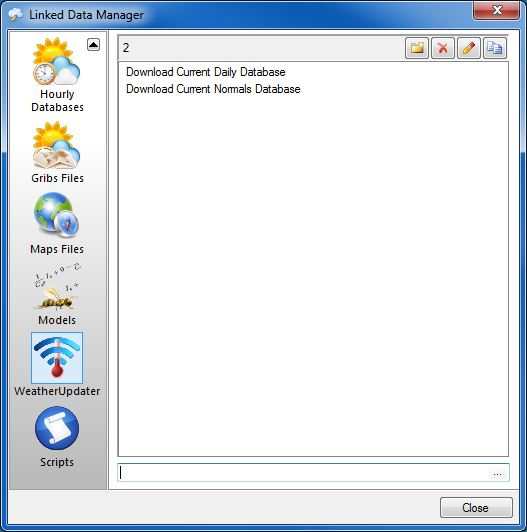 Linked Data Manager
Hourly
Databases
Gribs Files
Maps Files
Models
WeatherUpdater
Scripts
2
Download Current Daily Database
Download Current Normals Database
...
Close